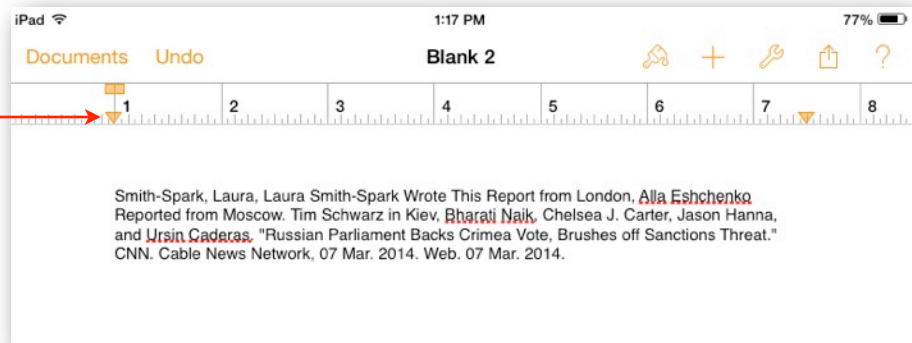 iPad 1:17 PM 77%
Documents Undo Blank 2 ?
1 2 3 4 5 6 7 8
Smith-Spark, Laura, Laura Smith-Spark Wrote This Report from London, Alla Eshchenko
Reported from Moscow. Tim Schwarz in Kiev, Bharati Naik, Chelsea J. Carter, Jason Hanna,
and Ursin Caderas. "Russian Parliament Backs Crimea Vote, Brushes off Sanctions Threat."
CNN. Cable News Network, 07 Mar. 2014. Web. 07 Mar. 2014.